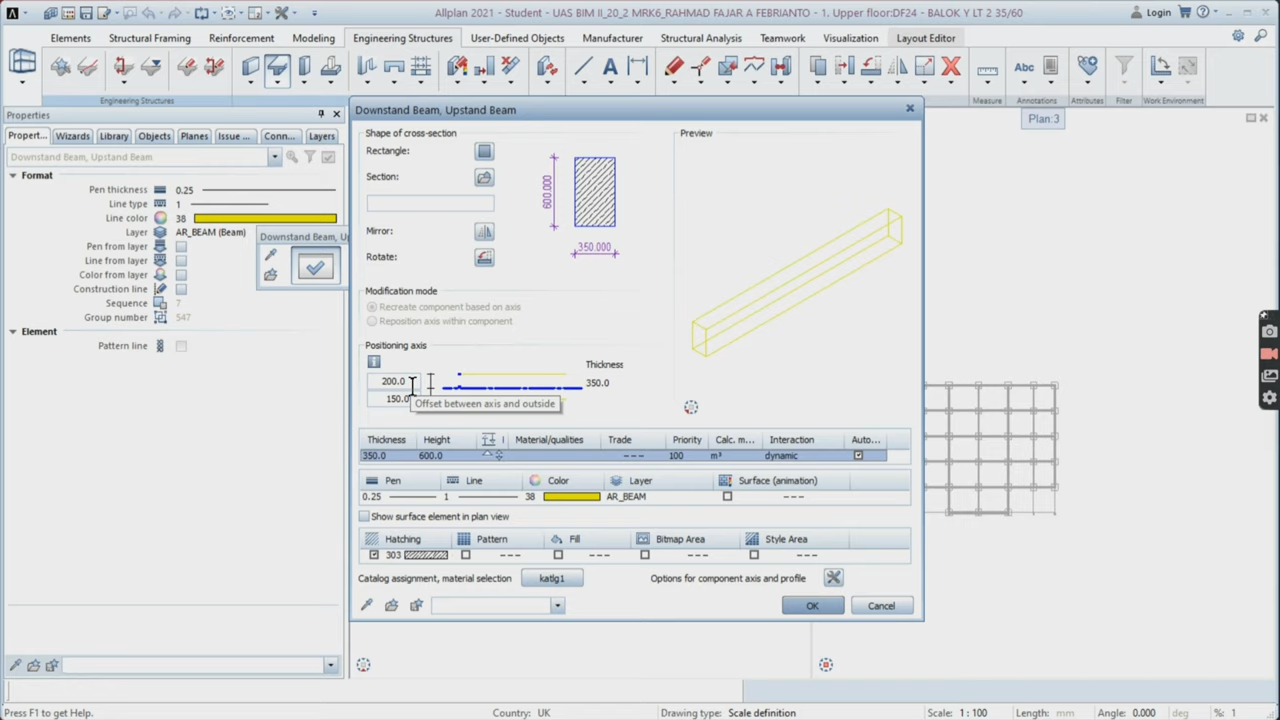 Allplan 2021 - Student - UAS BIM II_20_2 MRK6_RAHMAD FAJAR A FEBRIANTO - 1. Upper floor:DF24 - BALOK Y LT 2 35/60
Login
Elements Structural Framing Reinforcement Modeling Engineering Structures User-Defined Objects Manufacturer Structural Analysis Teamwork Visualization Layout Editor
Abc
Engineering Structures Measure Annotations Attributes Filter Work Environment
Properties
Propert... Wizards Library Objects Planes Issue ... Conn... Layers
Downstand Beam, Upstand Beam
Format
Pen thickness 0.25
Line type 1
Line color 38
Layer AR_BEAM (Beam)
Pen from layer
Line from layer
Color from layer
Construction line
Sequence 7
Group number 547
Element
Pattern line
Downstand Beam, U
Downstand Beam, Upstand Beam
Shape of cross-section
Rectangle:
Section:
Mirror:
Rotate:
600.000
350.000
Preview
Modification mode
Recreate component based on axis
Reposition axis within component
Positioning axis
Thickness
200.0
350.0
150.0
Offset between axis and outside
Thickness Height Material/qualities Trade Priority Calc. m... Interaction Auto...
350.0 600.0 --- 100 m³ dynamic
Pen Line Color Layer Surface (animation)
0.25 1 38 AR_BEAM ---
Show surface element in plan view
Hatching Pattern Fill Bitmap Area Style Area
303 --- --- --- ---
Catalog assignment, material selection katlg1 Options for component axis and profile
OK Cancel
Plan:3
Press F1 to get Help.
Country: UK
Drawing type: Scale definition
Scale: 1 : 100
Length: mm
Angle: 0.000 deg
%: 1